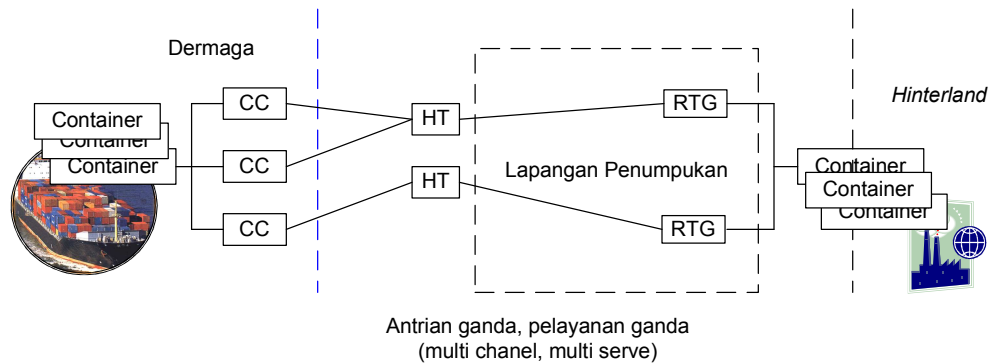 Dermaga
Hinterland
Container
Container
Container
CC
CC
CC
HT
HT
RTG
Lapangan Penumpukan
RTG
Container
Container
Container
Antrian ganda, pelayanan ganda
(multi chanel, multi serve)